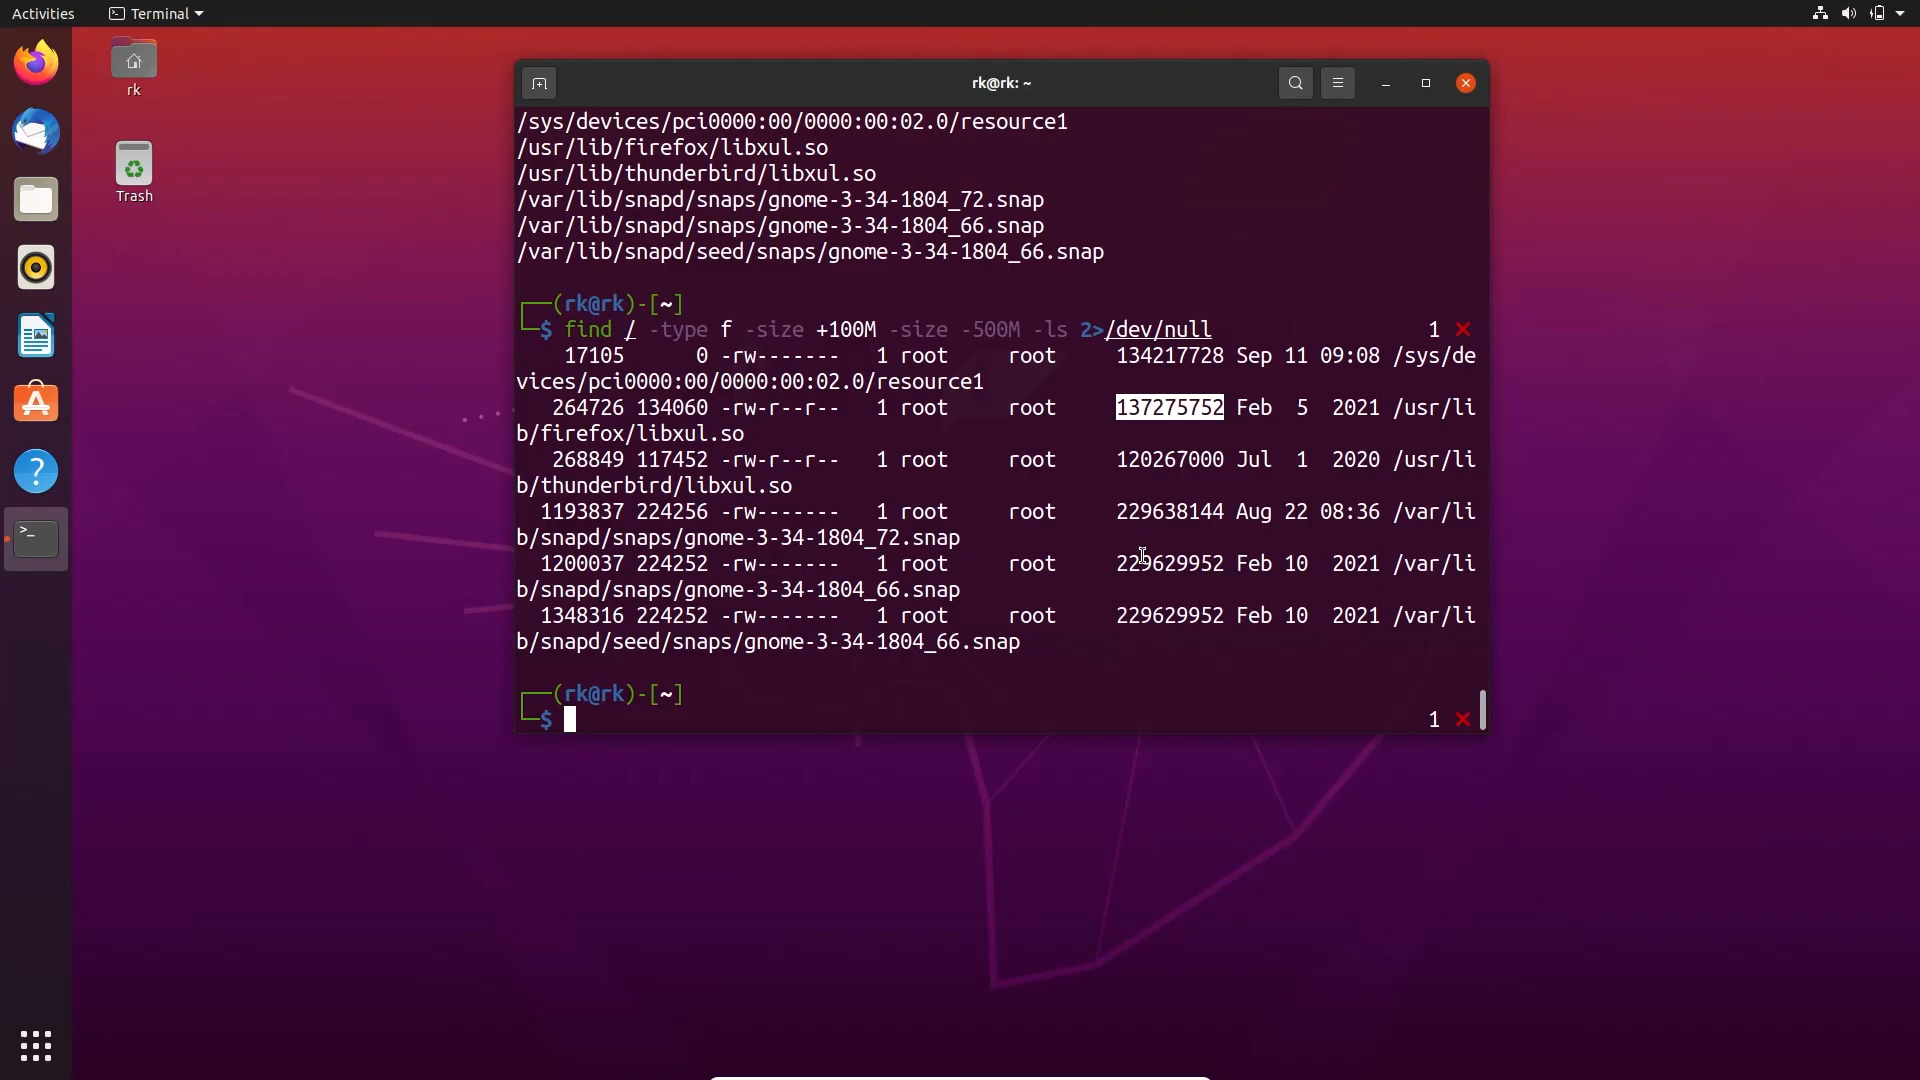 Activities
Terminal
rk
Trash
rk@rk: ~
/sys/devices/pci0000:00/0000:00:02.0/resource1
/usr/lib/firefox/libxul.so
/usr/lib/thunderbird/libxul.so
/var/lib/snapd/snaps/gnome-3-34-1804_72.snap
/var/lib/snapd/snaps/gnome-3-34-1804_66.snap
/var/lib/snapd/seed/snaps/gnome-3-34-1804_66.snap
┌──(rk@rk)-[~]
└─$ find / -type f -size +100M -size -500M -ls 2>/dev/null 1 ✕
17105 0 -rw------- 1 root root 134217728 Sep 11 09:08 /sys/de
vices/pci0000:00/0000:00:02.0/resource1
264726 134060 -rw-r--r-- 1 root root 137275752 Feb 5 2021 /usr/li
b/firefox/libxul.so
268849 117452 -rw-r--r-- 1 root root 120267000 Jul 1 2020 /usr/li
b/thunderbird/libxul.so
1193837 224256 -rw------- 1 root root 229638144 Aug 22 08:36 /var/li
b/snapd/snaps/gnome-3-34-1804_72.snap
1200037 224252 -rw------- 1 root root 229629952 Feb 10 2021 /var/li
b/snapd/snaps/gnome-3-34-1804_66.snap
1348316 224252 -rw------- 1 root root 229629952 Feb 10 2021 /var/li
b/snapd/seed/snaps/gnome-3-34-1804_66.snap
┌──(rk@rk)-[~]
└─$ 1 ✕